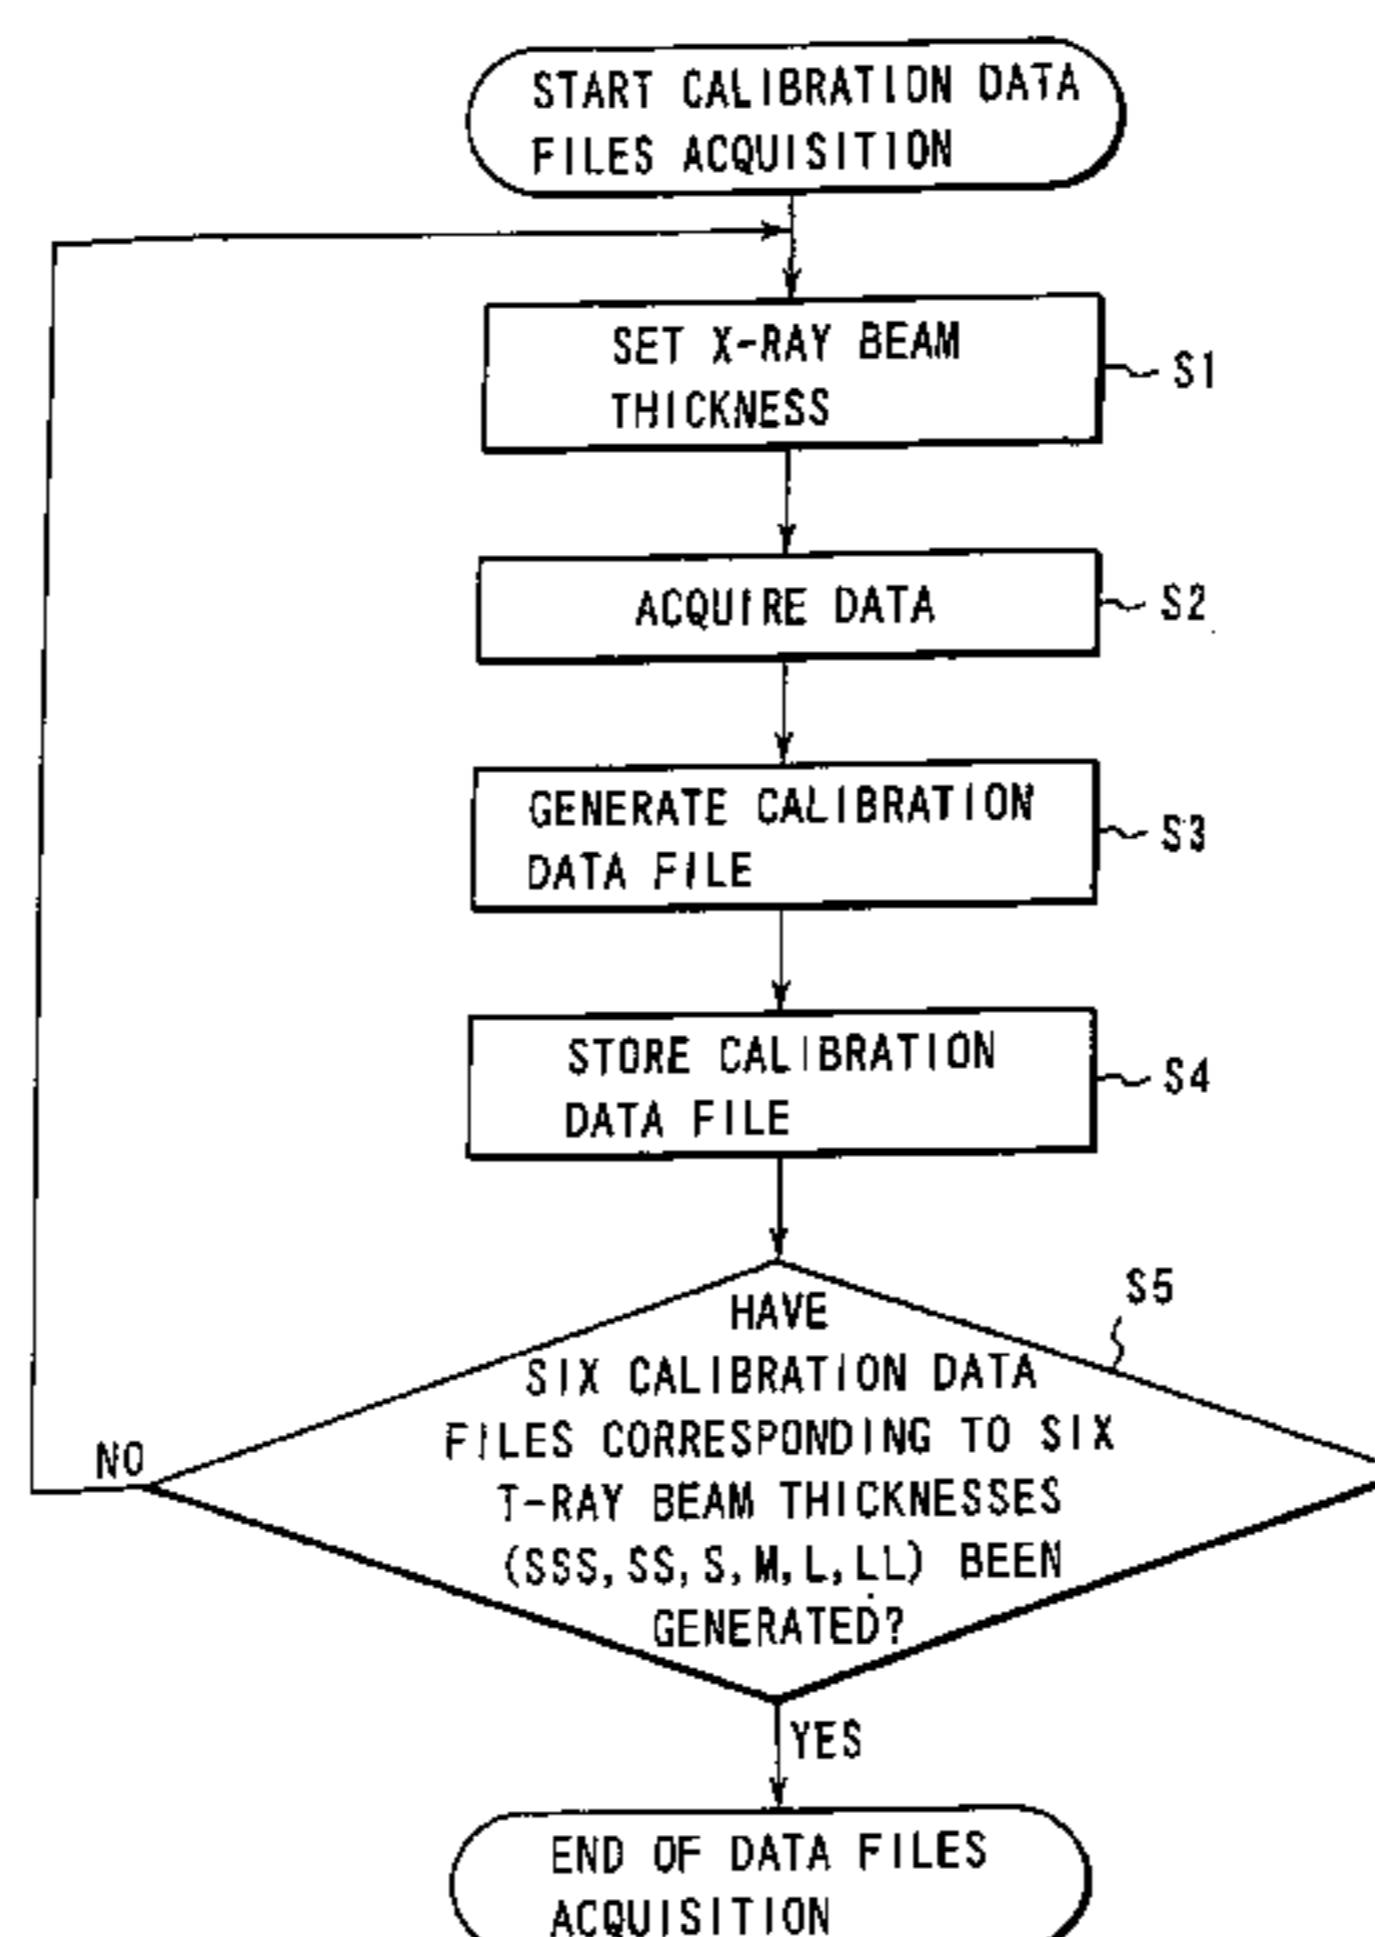 START CALIBRATION DATA
FILES ACQUISITION
SET X-RAY BEAM
THICKNESS
S1
ACQUIRE DATA
S2
GENERATE CALIBRATION
DATA FILE
S3
STORE CALIBRATION
DATA FILE
S4
S5
HAVE
SIX CALIBRATION DATA
FILES CORRESPONDING TO SIX
T-RAY BEAM THICKNESSES
(SSS, SS, S, M, L, LL) BEEN
GENERATED?
NO
YES
END OF DATA FILES
ACQUISITION